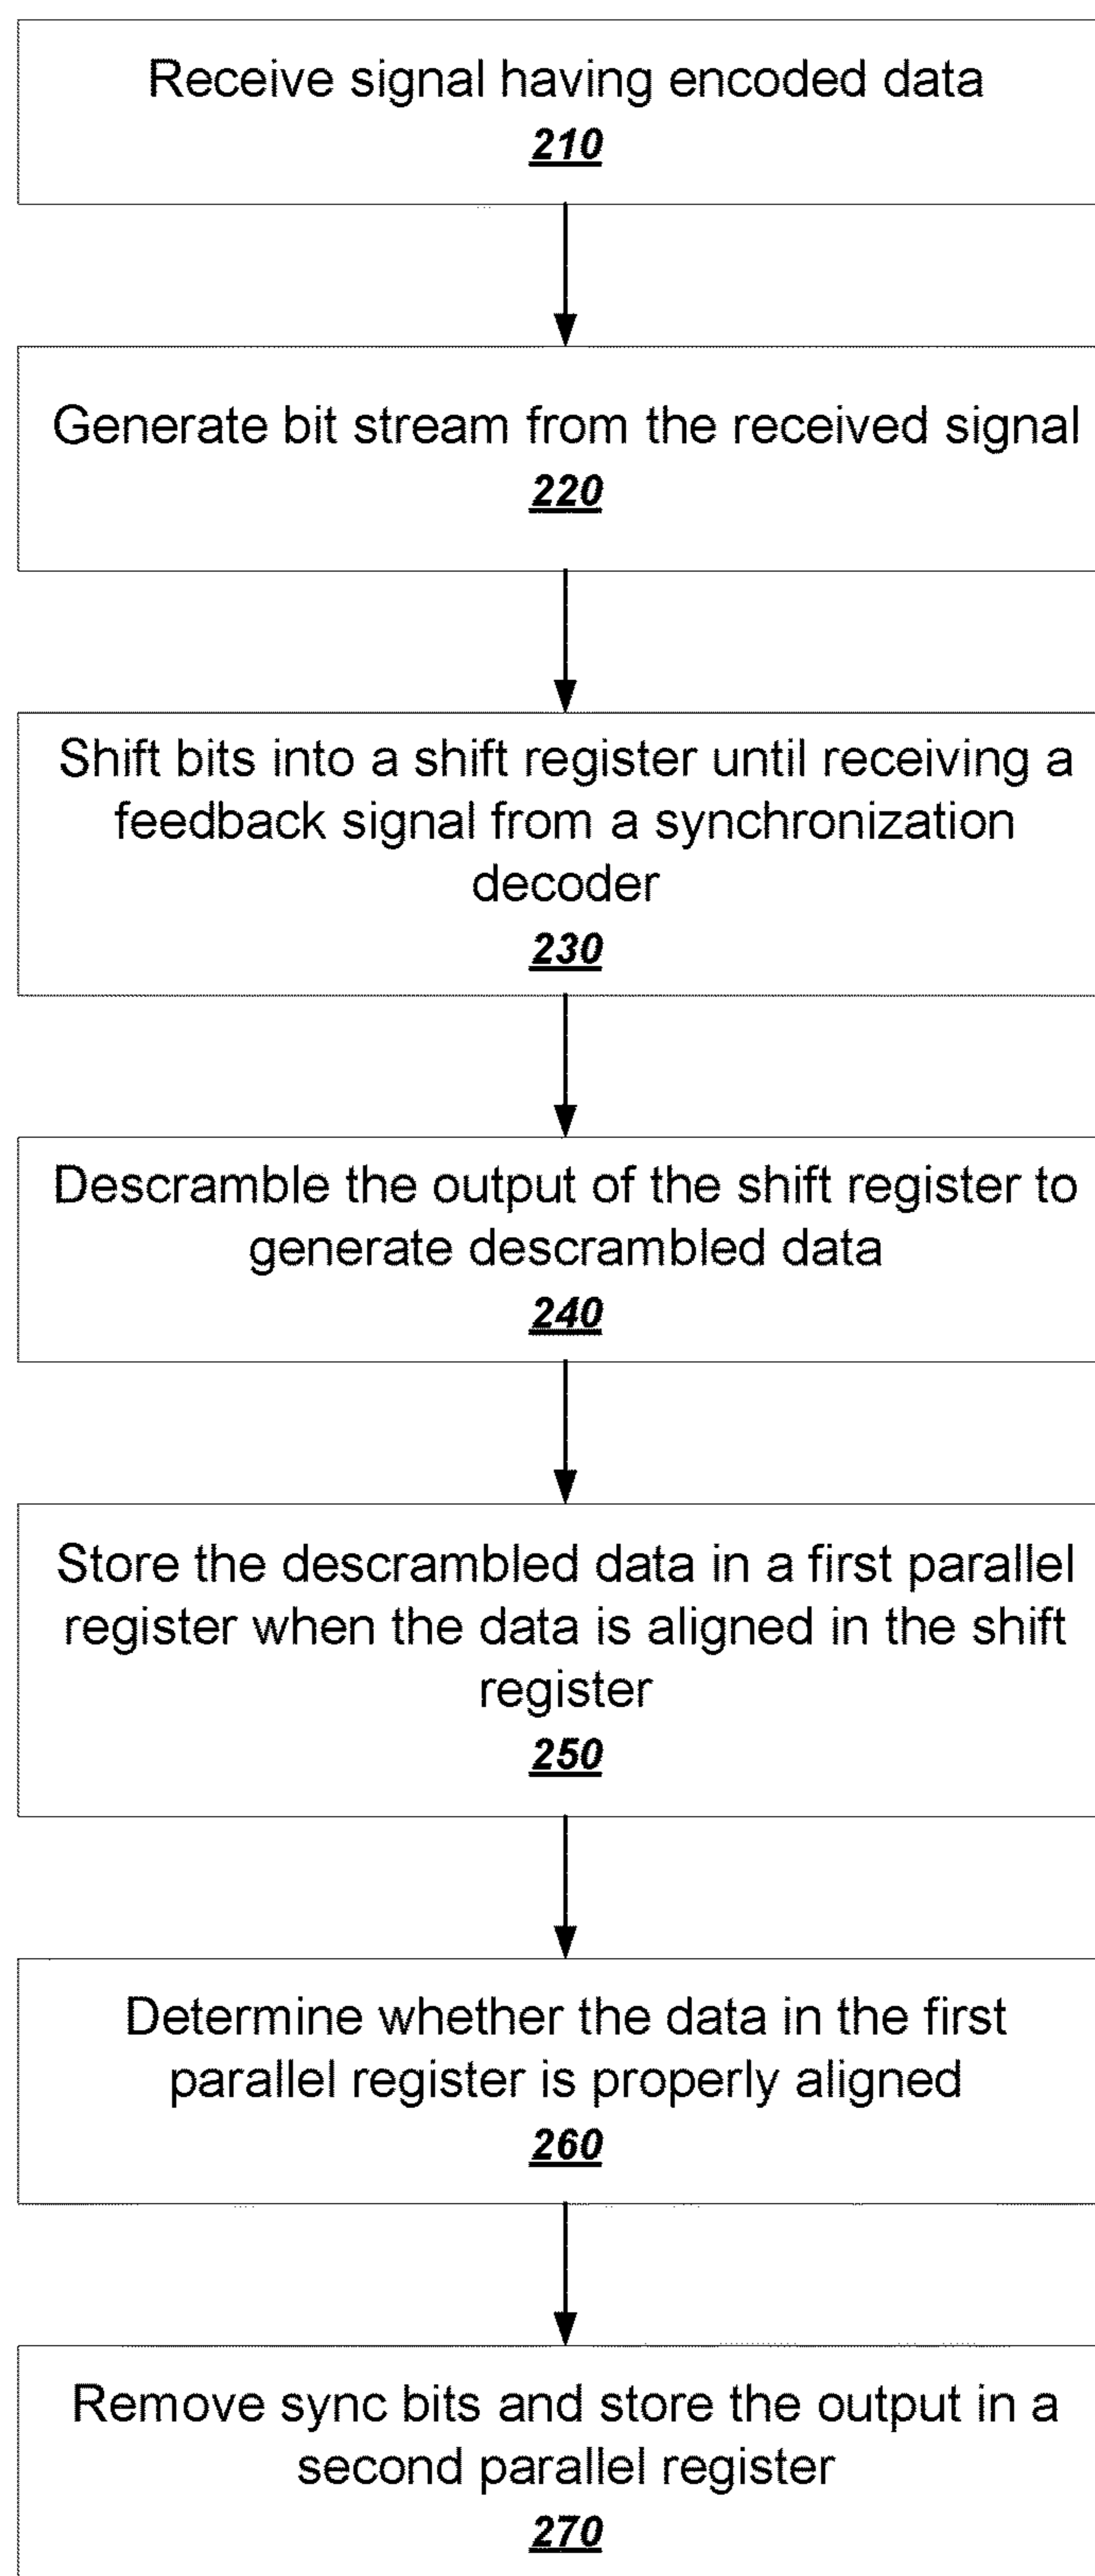 Receive signal having encoded data
210
Generate bit stream from the received signal
220
Shift bits into a shift register until receiving a
feedback signal from a synchronization
decoder
230
Descramble the output of the shift register to
generate descrambled data
240
Store the descrambled data in a first parallel
register when the data is aligned in the shift
register
250
Determine whether the data in the first
parallel register is properly aligned
260
Remove sync bits and store the output in a
second parallel register
270